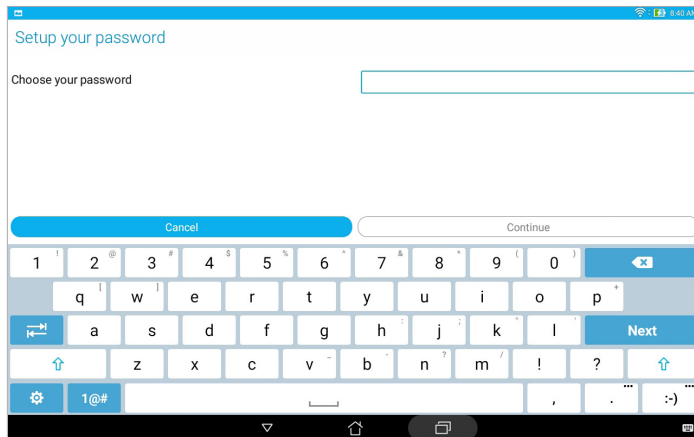 8:40 AM
Setup your password
Choose your password
Cancel
Continue
1 ! 2 @ 3 # 4 $ 5 % 6 ^ 7 & 8 * 9 ( 0 )
q [ w ] e r t y u i o p +
a s d f g h : j ; k " l ' Next
z x c v - b ' n ? m / ! ?
1@# , . :-)